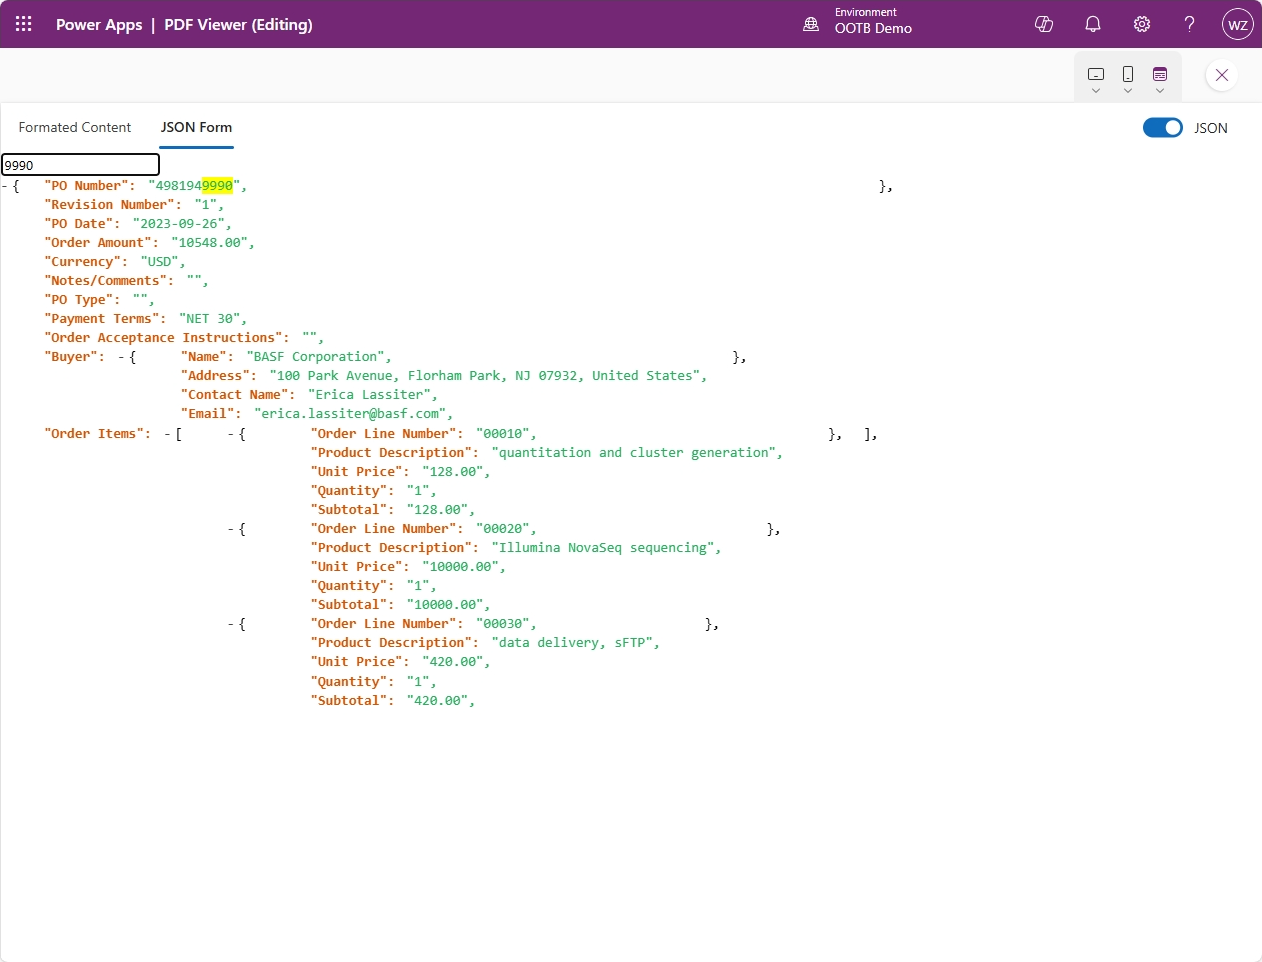 Power Apps | PDF Viewer (Editing)
Environment
OOTB Demo
WZ
Formated Content
JSON Form
JSON
9990
- { "PO Number": "4981949990", },
"Revision Number": "1",
"PO Date": "2023-09-26",
"Order Amount": "10548.00",
"Currency": "USD",
"Notes/Comments": "",
"PO Type": "",
"Payment Terms": "NET 30",
"Order Acceptance Instructions": "",
"Buyer": - { "Name": "BASF Corporation", },
"Address": "100 Park Avenue, Florham Park, NJ 07932, United States",
"Contact Name": "Erica Lassiter",
"Email": "erica.lassiter@basf.com",
"Order Items": - [ - { "Order Line Number": "00010", }, ],
"Product Description": "quantitation and cluster generation",
"Unit Price": "128.00",
"Quantity": "1",
"Subtotal": "128.00",
- { "Order Line Number": "00020", },
"Product Description": "Illumina NovaSeq sequencing",
"Unit Price": "10000.00",
"Quantity": "1",
"Subtotal": "10000.00",
- { "Order Line Number": "00030", },
"Product Description": "data delivery, sFTP",
"Unit Price": "420.00",
"Quantity": "1",
"Subtotal": "420.00",